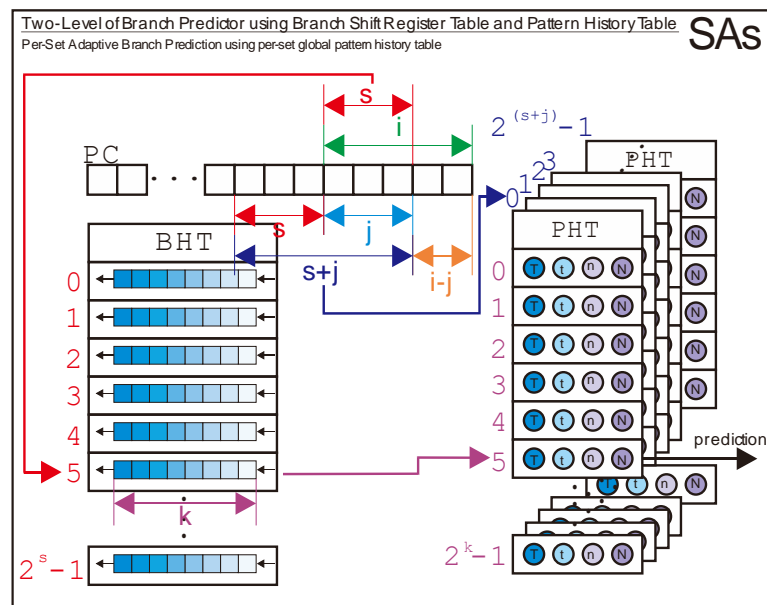 Two-Level of Branch Predictor using Branch Shift Register Table and Pattern History Table
SAs
Per-Set Adaptive Branch Prediction using per-set global pattern history table
s
i
2^(s+j)-1
PC
. . .
0 1 2 3
PHT
s
j
s+j
i-j
BHT
0
1
2
3
4
5
k
2^s-1
PHT
0 T t n N
1 T t n N
2 T t n N
3 T t n N
4 T t n N
5 T t n N
2^k-1 T t n N
N
N
N
N
N
N
T t n N
prediction